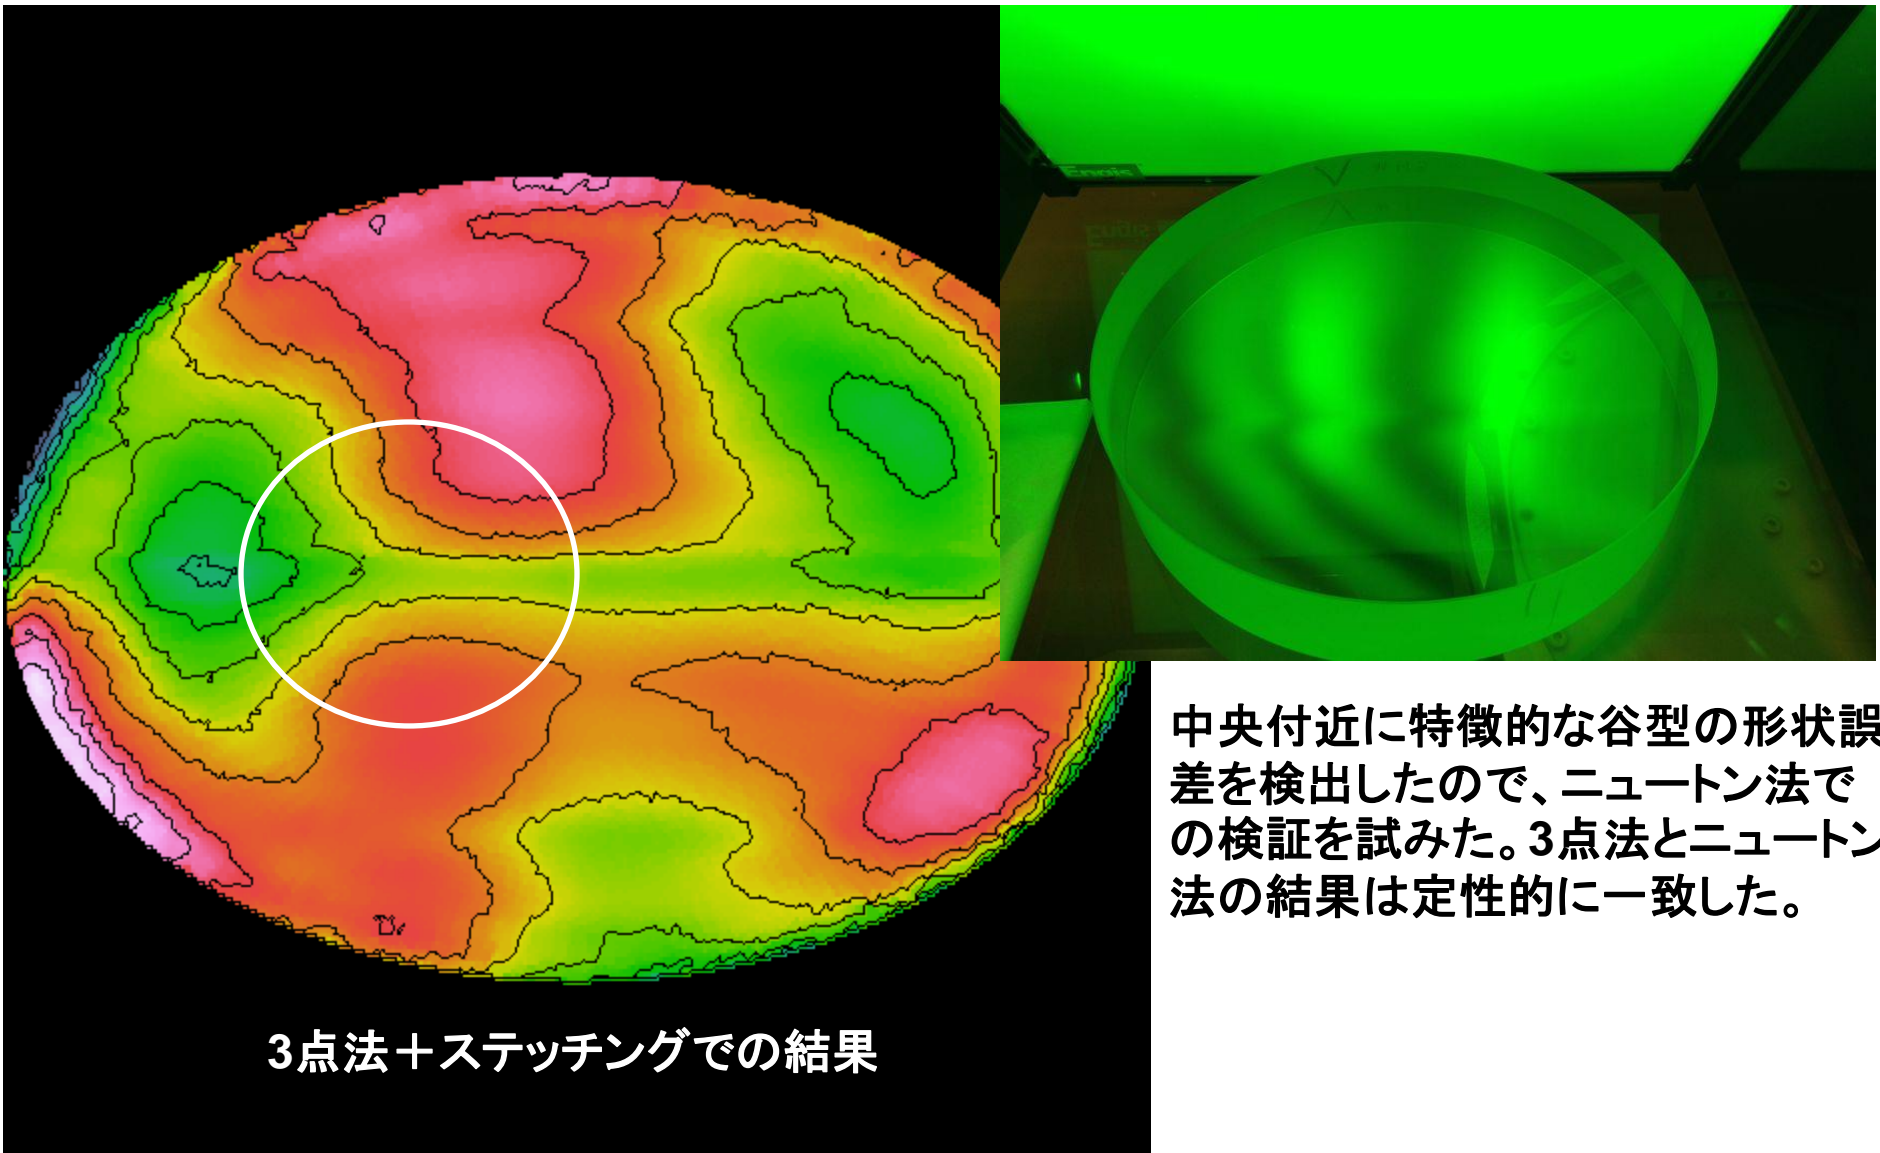 Engis
中央付近に特徴的な谷型の形状誤
差を検出したので、ニュートン法で
の検証を試みた。3点法とニュートン
法の結果は定性的に一致した。
3点法＋ステッチングでの結果